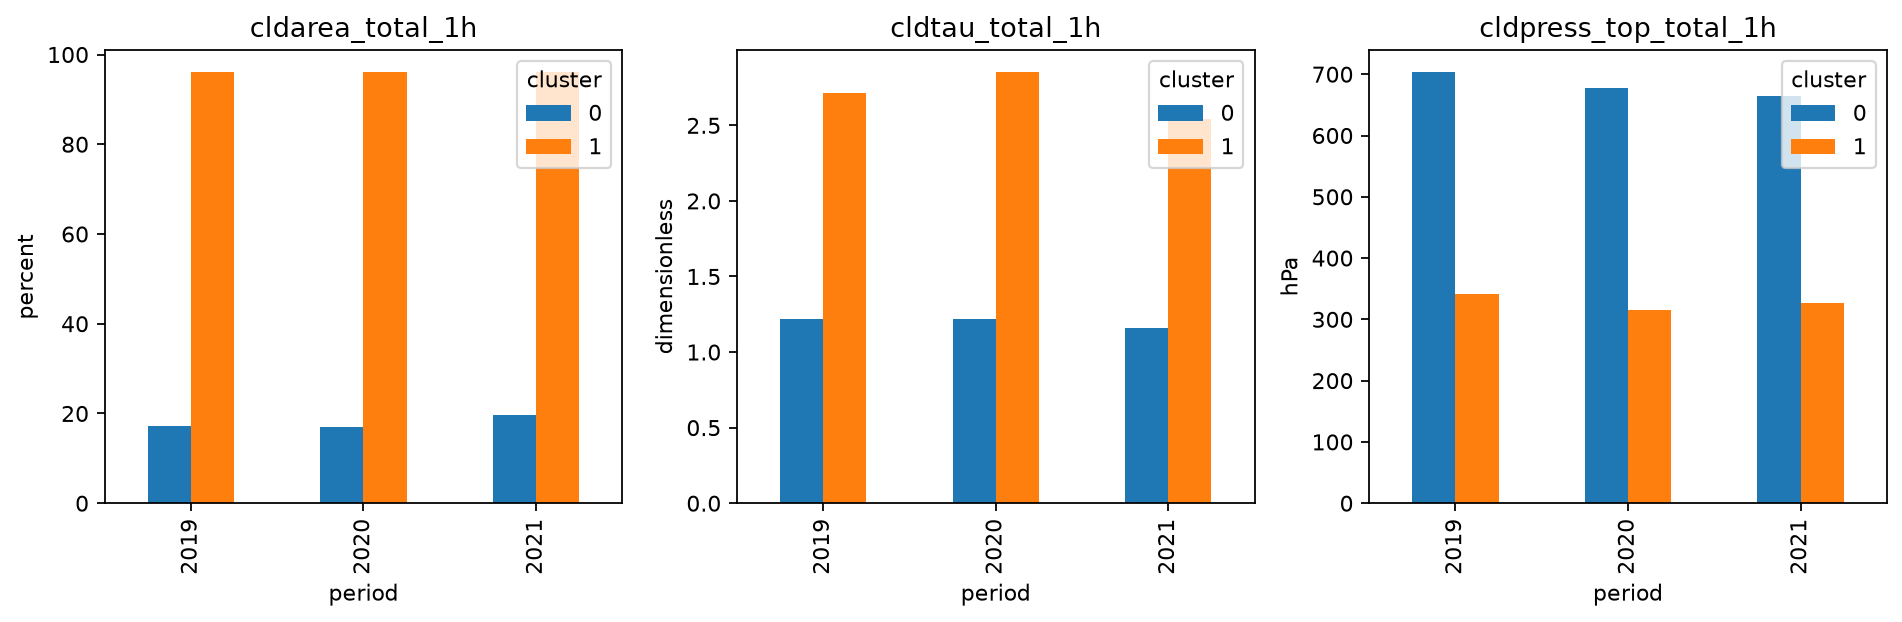 cldarea_total_1h
percent
100
80
60
40
20
0
cluster
0
1
2019
2020
2021
period
cldtau_total_1h
dimensionless
2.5
2.0
1.5
1.0
0.5
0.0
cluster
0
1
2019
2020
2021
period
cldpress_top_total_1h
hPa
700
600
500
400
300
200
100
0
cluster
0
1
2019
2020
2021
period